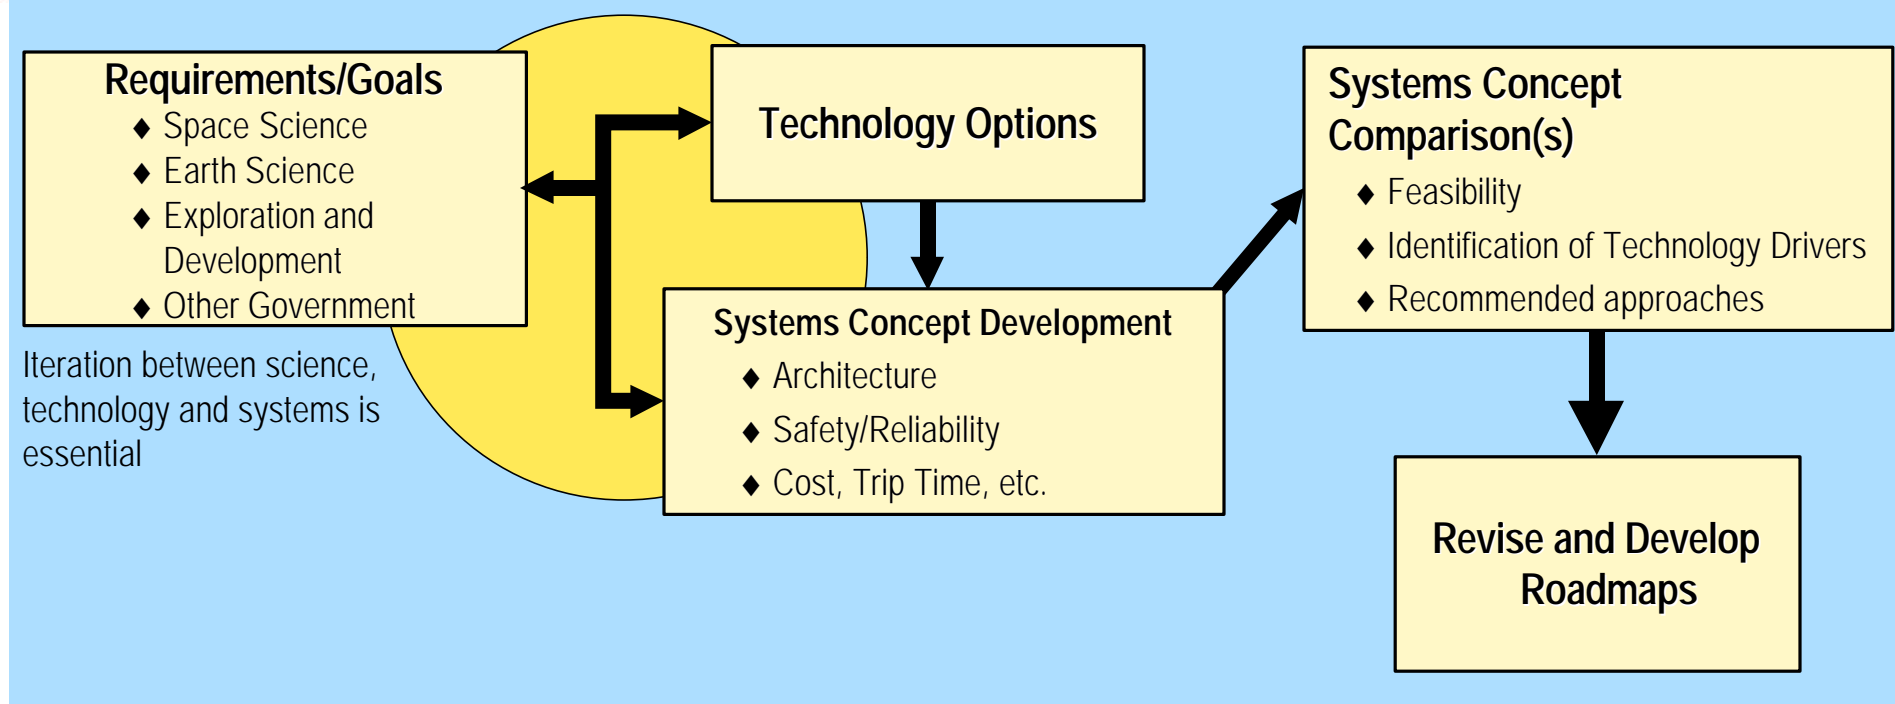 Requirements/Goals
♦ Space Science
♦ Earth Science
♦ Exploration and
Development
♦ Other Government
Iteration between science,
technology and systems is
essential
Technology Options
Systems Concept Development
♦ Architecture
♦ Safety/Reliability
♦ Cost, Trip Time, etc.
Systems Concept
Comparison(s)
♦ Feasibility
♦ Identification of Technology Drivers
♦ Recommended approaches
Revise and Develop
Roadmaps